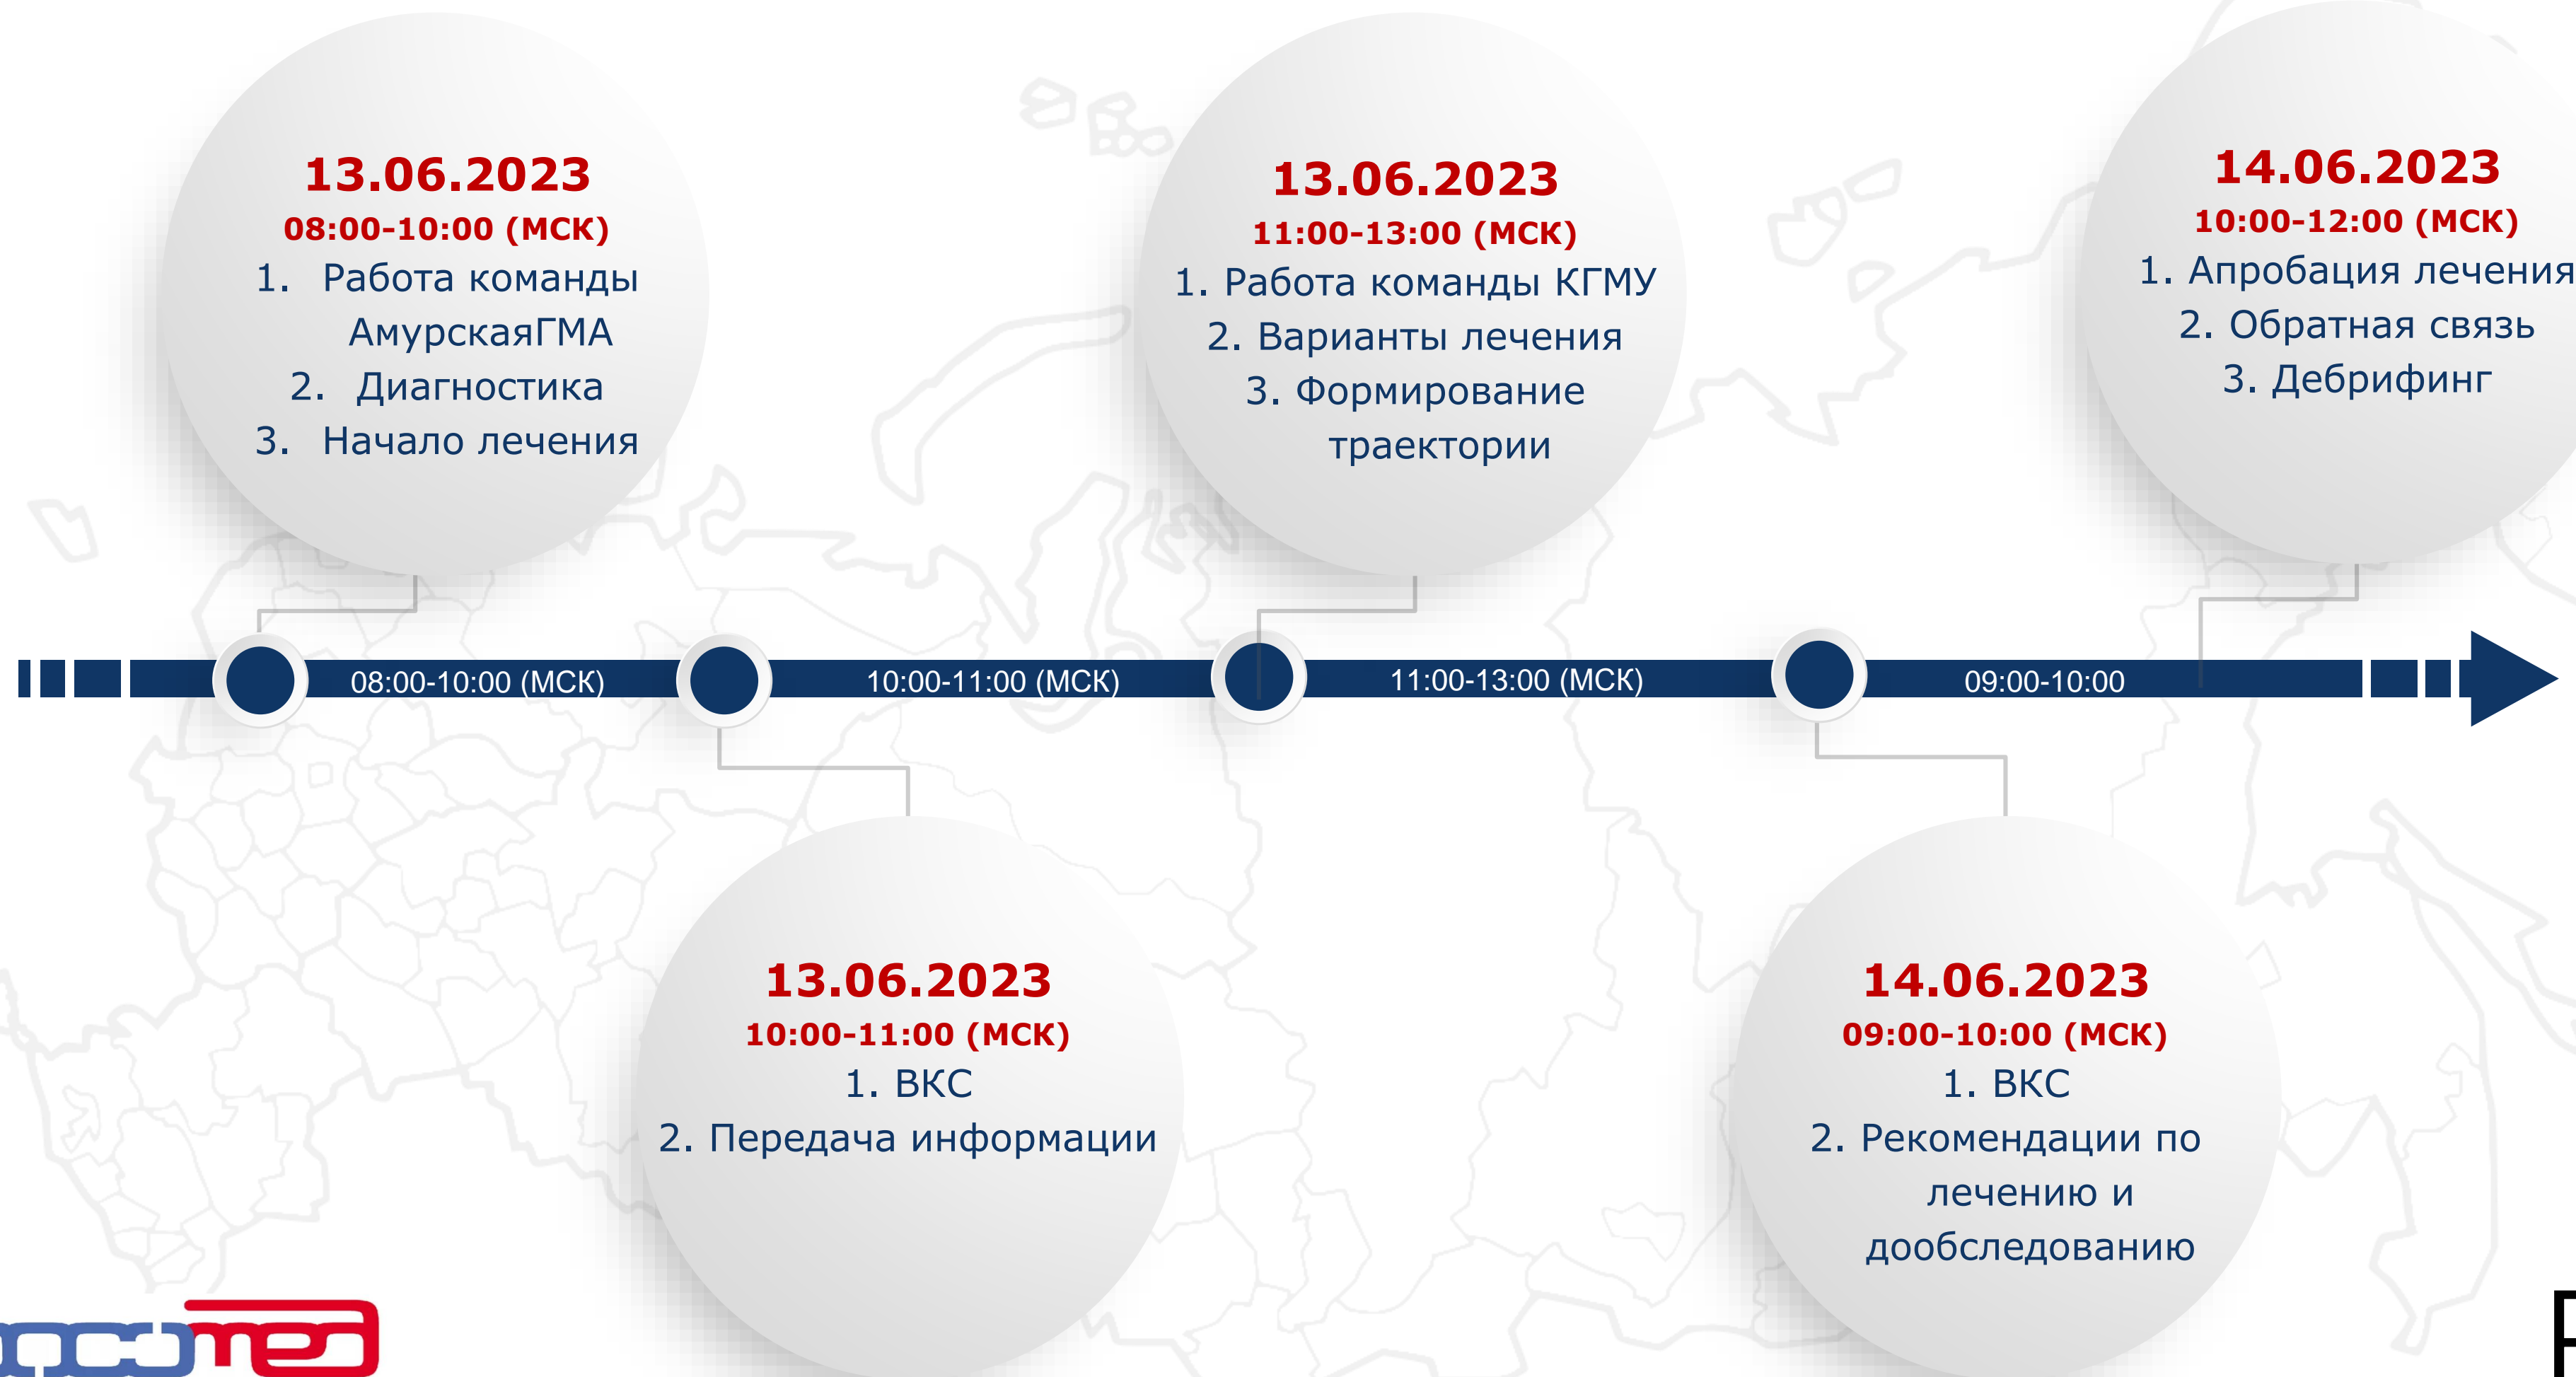 13.06.2023
08:00-10:00 (МСК)
1. Работа команды
АмурскаяГМА
2. Диагностика
3. Начало лечения
13.06.2023
11:00-13:00 (МСК)
1. Работа команды КГМУ
2. Варианты лечения
3. Формирование
траектории
14.06.2023
10:00-12:00 (МСК)
1. Апробация лечения
2. Обратная связь
3. Дебрифинг
08:00-10:00 (МСК)
10:00-11:00 (МСК)
11:00-13:00 (МСК)
09:00-10:00
13.06.2023
10:00-11:00 (МСК)
1. ВКС
2. Передача информации
14.06.2023
09:00-10:00 (МСК)
1. ВКС
2. Рекомендации по
лечению и
дообследованию